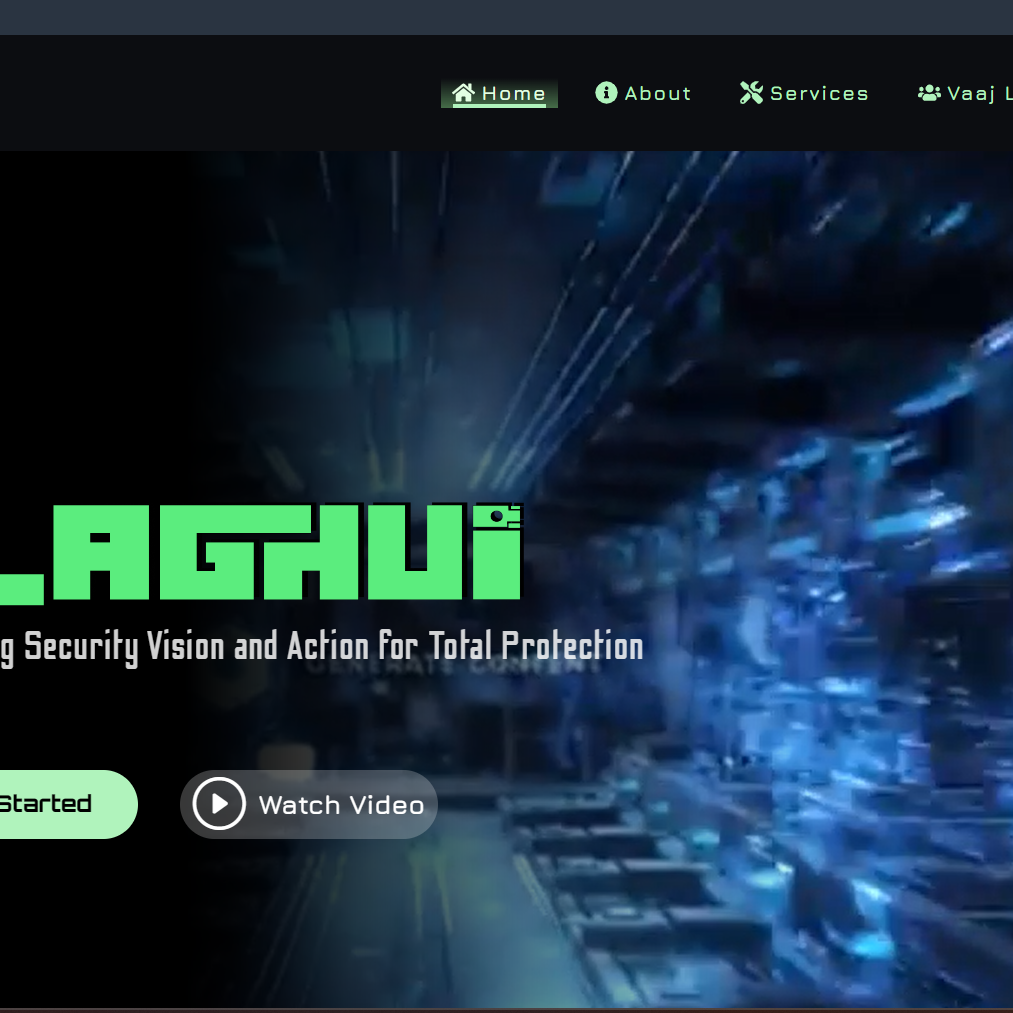 Home About Services Vaaj L
LAGHUi
g Security Vision and Action for Total Protection
Started Watch Video